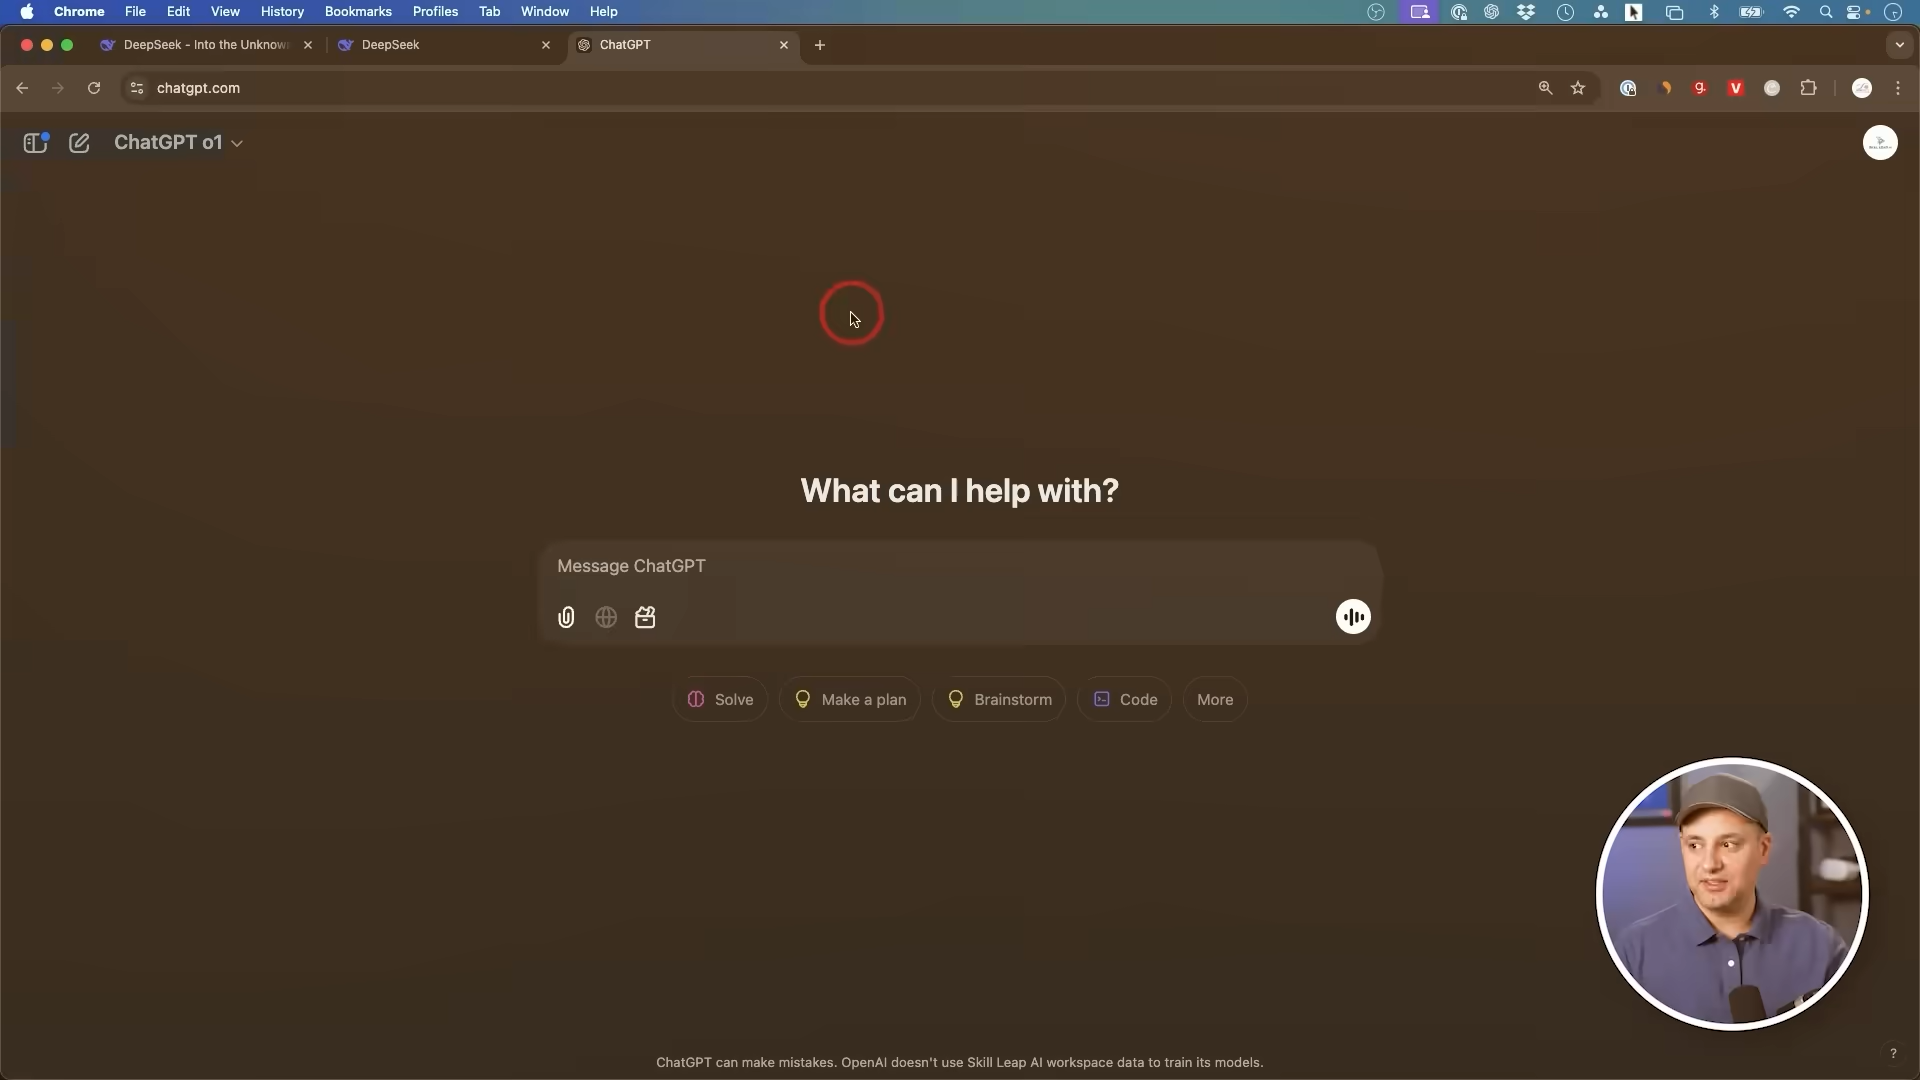 Chrome File Edit View History Bookmarks Profiles Tab Window Help
DeepSeek - Into the Unknow
DeepSeek
ChatGPT
chatgpt.com
g.
V
ChatGPT o1
What can I help with?
Message ChatGPT
Solve
Make a plan
Brainstorm
Code
More
ChatGPT can make mistakes. OpenAI doesn't use Skill Leap AI workspace data to train its models.
?